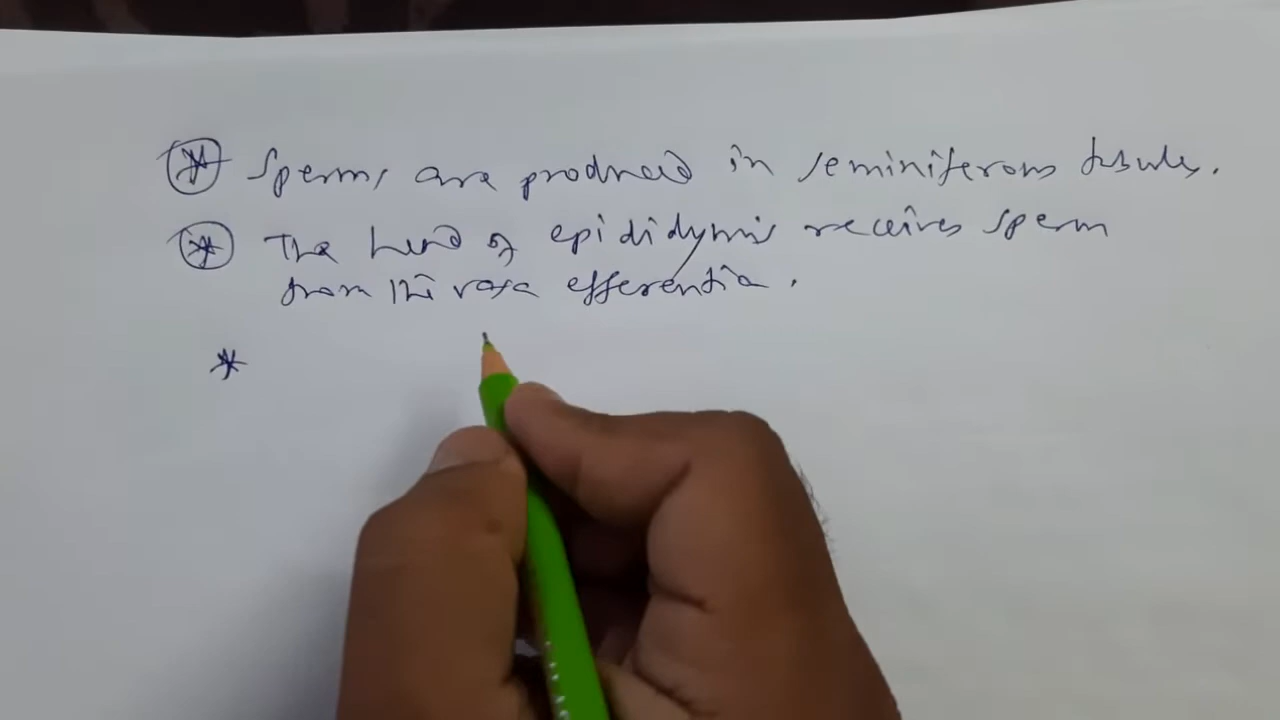 * Sperms are produced in seminiferous tubules.
* The head of epididymis receives sperm
from the vasa efferentia.
*